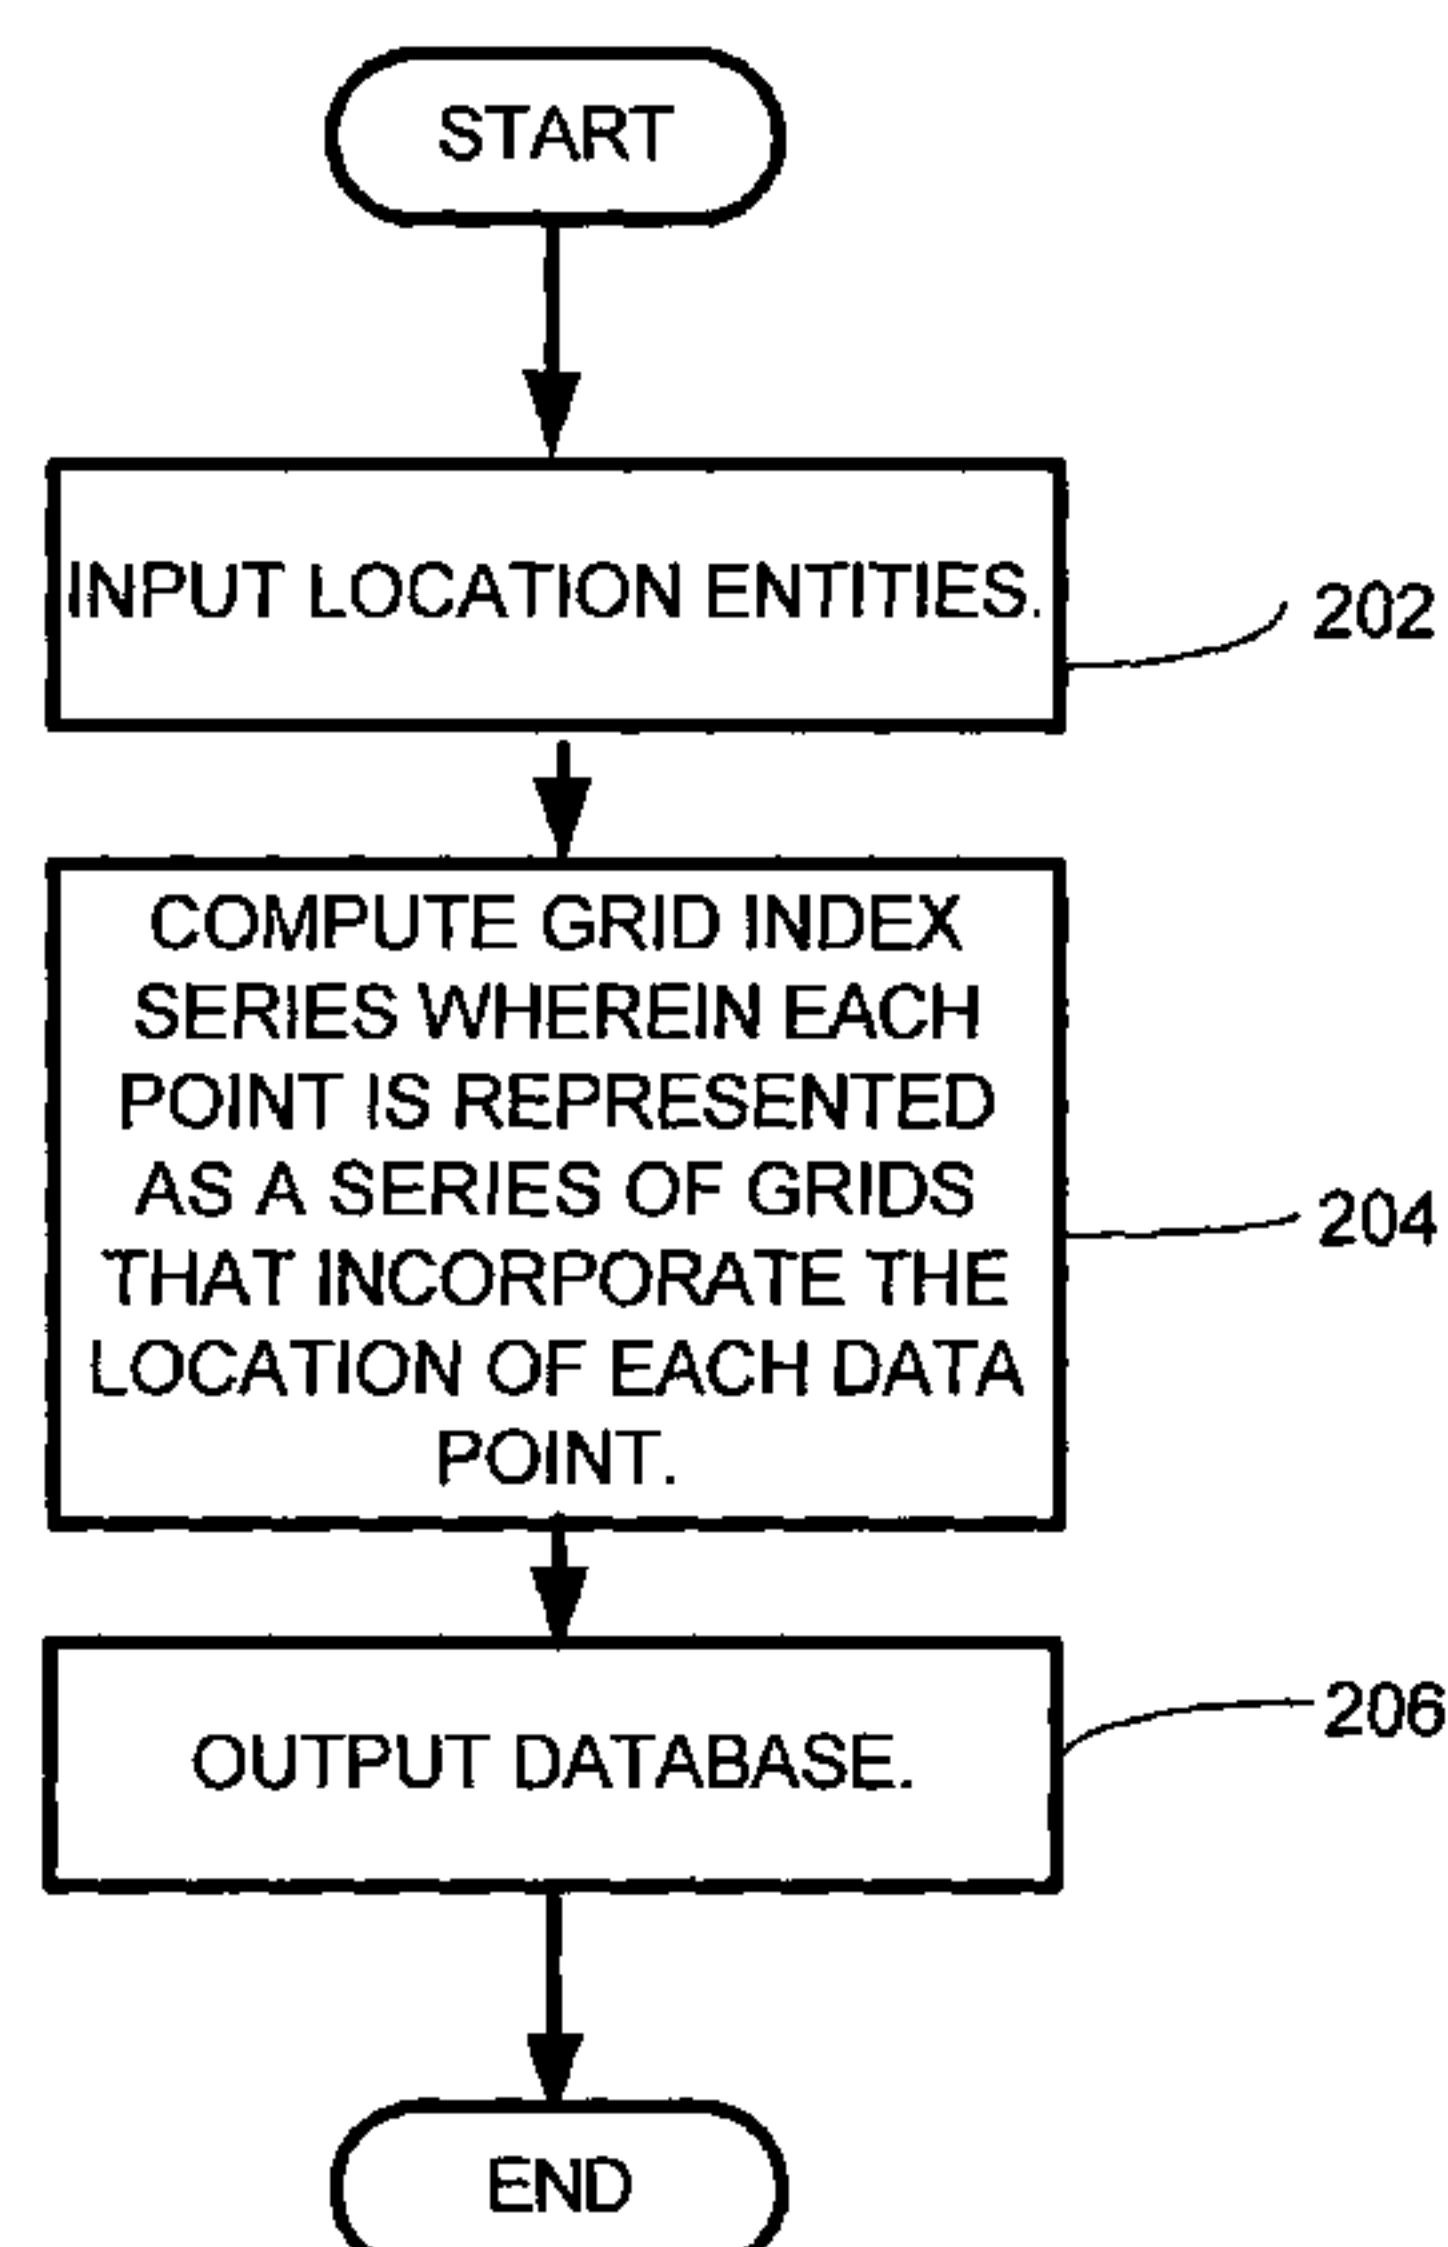 START
INPUT LOCATION ENTITIES.
202
COMPUTE GRID INDEX
SERIES WHEREIN EACH
POINT IS REPRESENTED
AS A SERIES OF GRIDS
THAT INCORPORATE THE
LOCATION OF EACH DATA
POINT.
204
OUTPUT DATABASE.
206
END